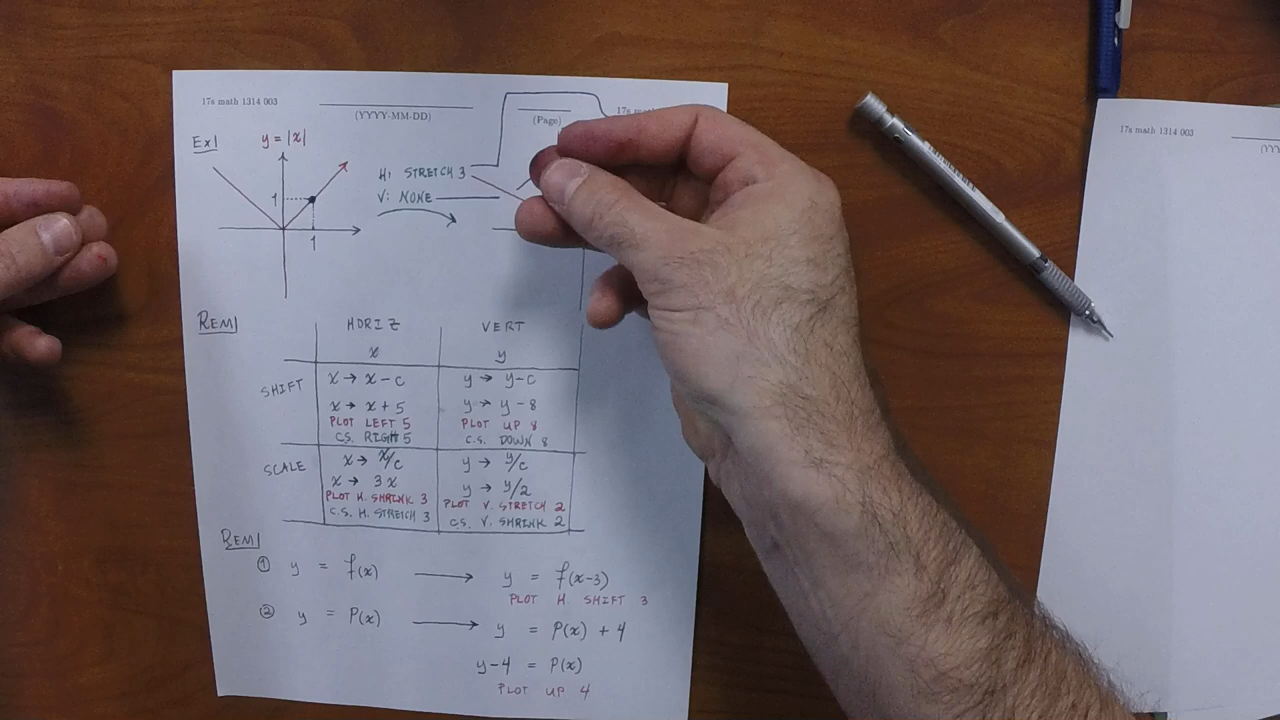 17s math 1314 003
(YYYY-MM-DD)
(Page)
17s
Ex1
y = |x|
1
1
H: STRETCH 3
V: NONE
REM
HORIZ
VERT
x
y
SHIFT
x → x - c
y → y-c
x → x + 5
y → y - 8
PLOT LEFT 5
PLOT UP 8
C.S. RIGHT 5
C.S. DOWN 8
SCALE
x → x/c
y → y/c
x → 3x
y → y/2
PLOT H. SHRINK 3
PLOT V. STRETCH 2
C.S. H. STRETCH 3
C.S. V. SHRINK 2
REM
① y = f(x) → y = f(x-3)
PLOT H. SHIFT 3
② y = P(x) → y = P(x) + 4
y-4 = P(x)
PLOT UP 4
17s math 1314 003